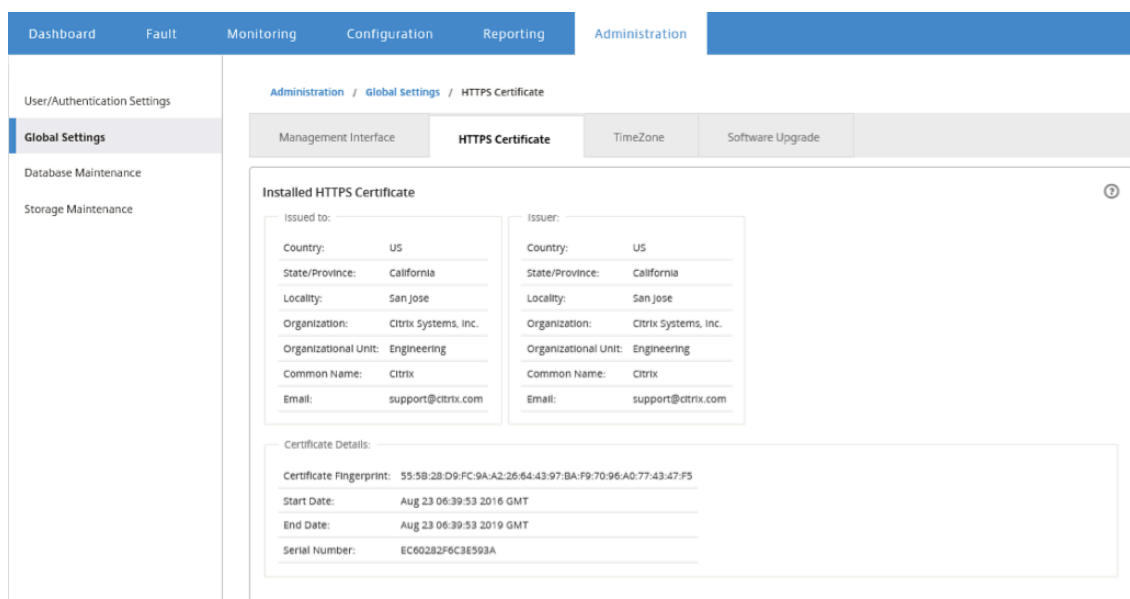 Dashboard Fault Monitoring Configuration Reporting Administration
User/Authentication Settings
Global Settings
Database Maintenance
Storage Maintenance
Administration / Global Settings / HTTPS Certificate
Management Interface HTTPS Certificate TimeZone Software Upgrade
Installed HTTPS Certificate ?
Issued to:
Country: US
State/Province: California
Locality: San Jose
Organization: Citrix Systems, Inc.
Organizational Unit: Engineering
Common Name: Citrix
Email: support@citrix.com
Issuer:
Country: US
State/Province: California
Locality: San Jose
Organization: Citrix Systems, Inc.
Organizational Unit: Engineering
Common Name: Citrix
Email: support@citrix.com
Certificate Details:
Certificate Fingerprint: 55:5B:28:D9:FC:9A:A2:26:64:43:97:BA:F9:70:96:A0:77:43:47:F5
Start Date: Aug 23 06:39:53 2016 GMT
End Date: Aug 23 06:39:53 2019 GMT
Serial Number: EC60282F6C3E593A